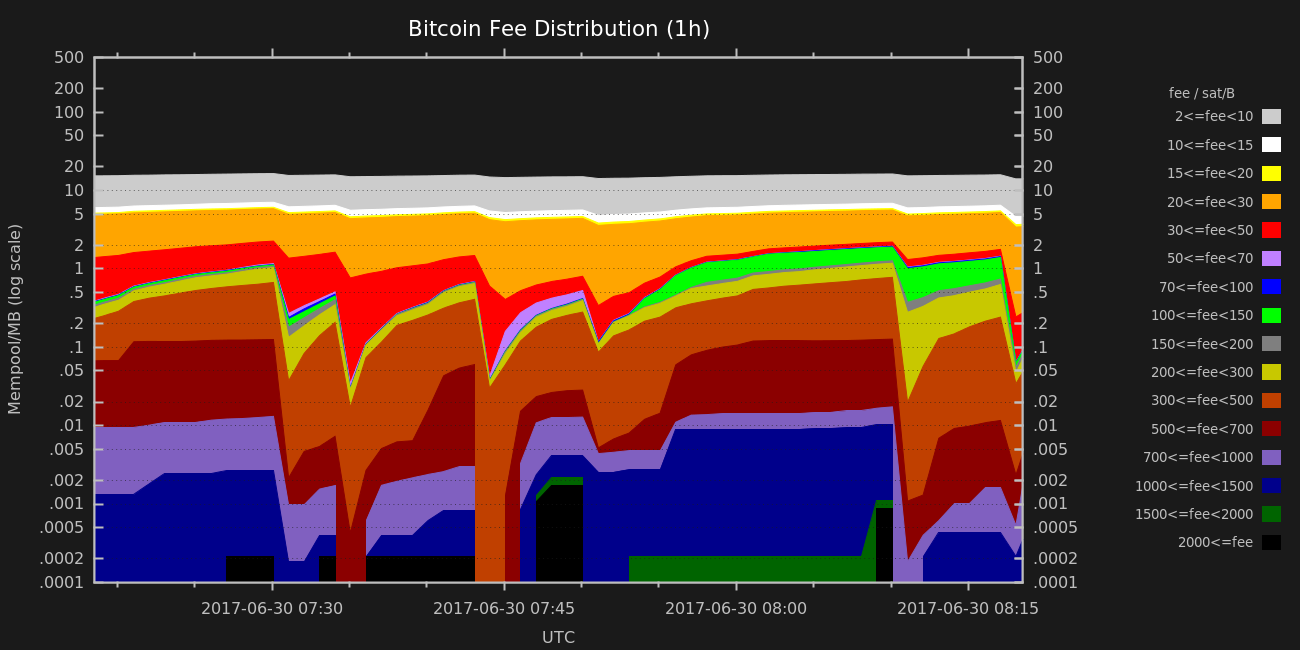 Bitcoin Fee Distribution (1h)
500
200
100
50
20
10
5
2
1
.5
.2
.1
.05
.02
.01
.005
.002
.001
.0005
.0002
.0001
Mempool/MB (log scale)
500
200
100
50
20
10
5
2
1
.5
.2
.1
.05
.02
.01
.005
.002
.001
.0005
.0002
.0001
2017-06-30 07:30
2017-06-30 07:45
2017-06-30 08:00
2017-06-30 08:15
UTC
fee / sat/B
2<=fee<10
10<=fee<15
15<=fee<20
20<=fee<30
30<=fee<50
50<=fee<70
70<=fee<100
100<=fee<150
150<=fee<200
200<=fee<300
300<=fee<500
500<=fee<700
700<=fee<1000
1000<=fee<1500
1500<=fee<2000
2000<=fee